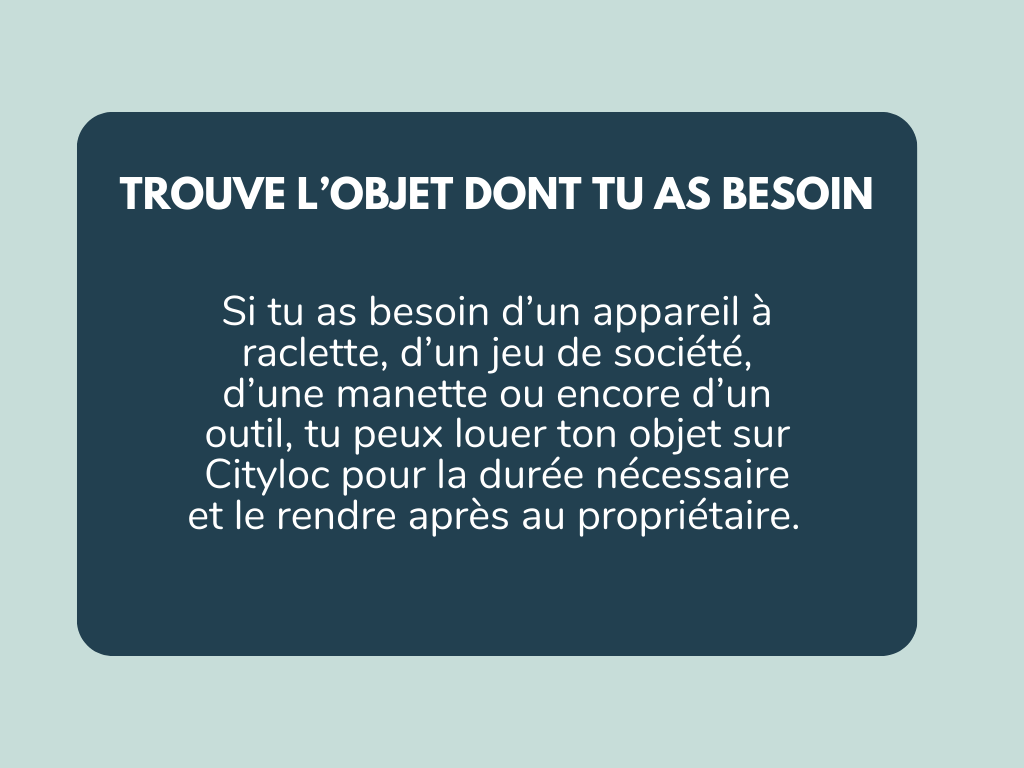 TROUVE L’OBJET DONT TU AS BESOIN
Si tu as besoin d’un appareil à
raclette, d’un jeu de société,
d’une manette ou encore d’un
outil, tu peux louer ton objet sur
Cityloc pour la durée nécessaire
et le rendre après au propriétaire.